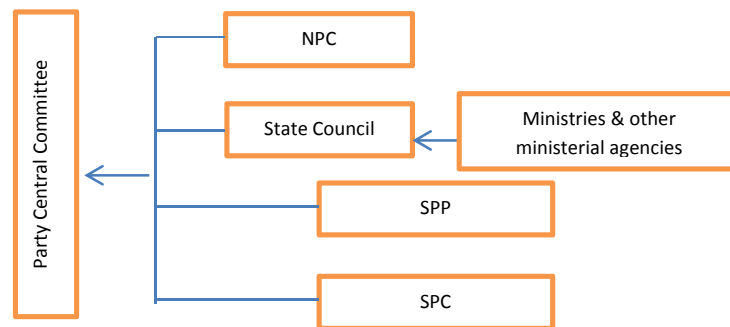 Party Central Committee
NPC
State Council
Ministries & other
ministerial agencies
SPP
SPC